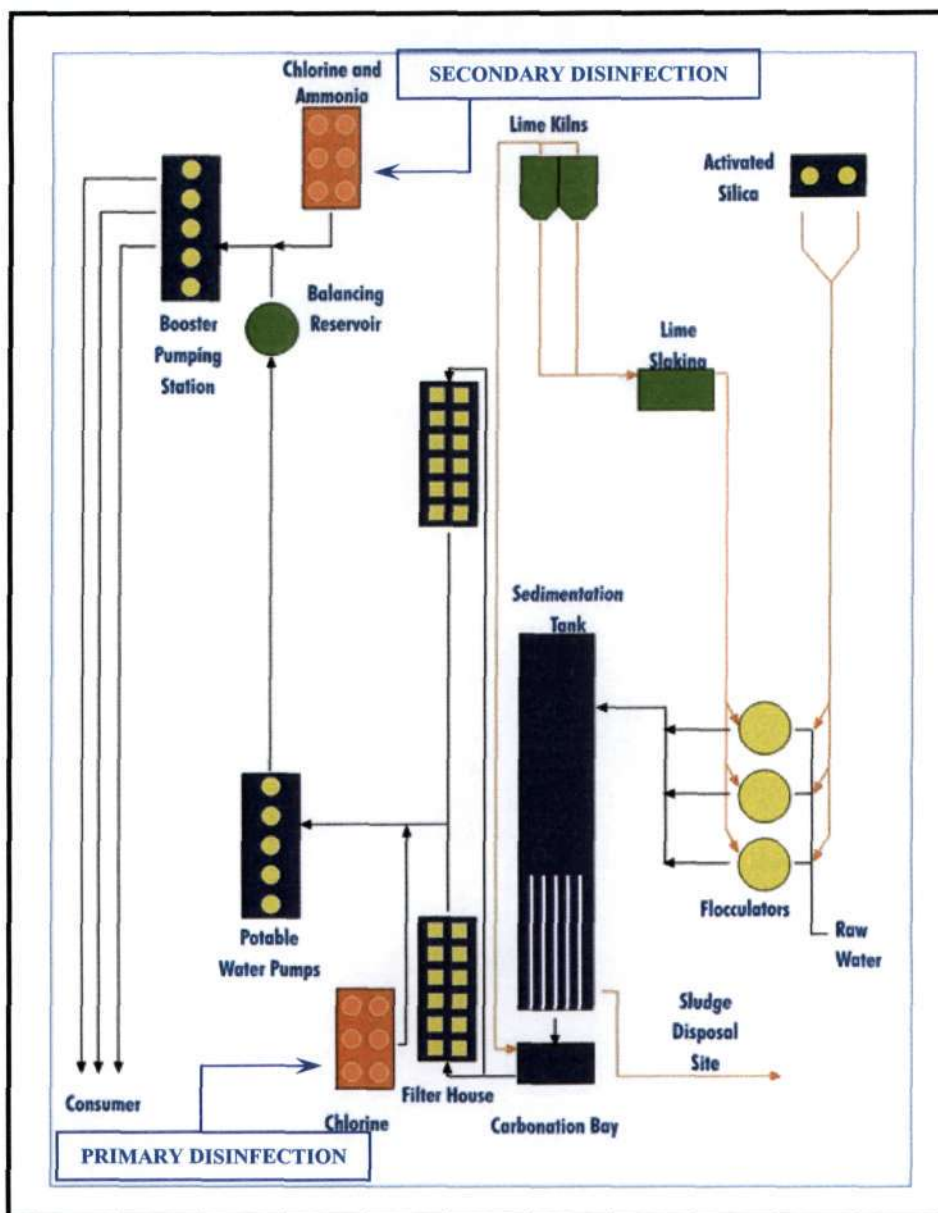 Chlorine and
Ammonia
SECONDARY DISINFECTION
Lime Kilns
Activated
Silica
Balancing
Reservoir
Booster
Pumping
Station
Lime
Slaking
Sedimentation
Tank
Flocculators
Raw
Water
Potable
Water Pumps
Sludge
Disposal
Site
Consumer
Chlorine
Filter House
Carbonation Bay
PRIMARY DISINFECTION